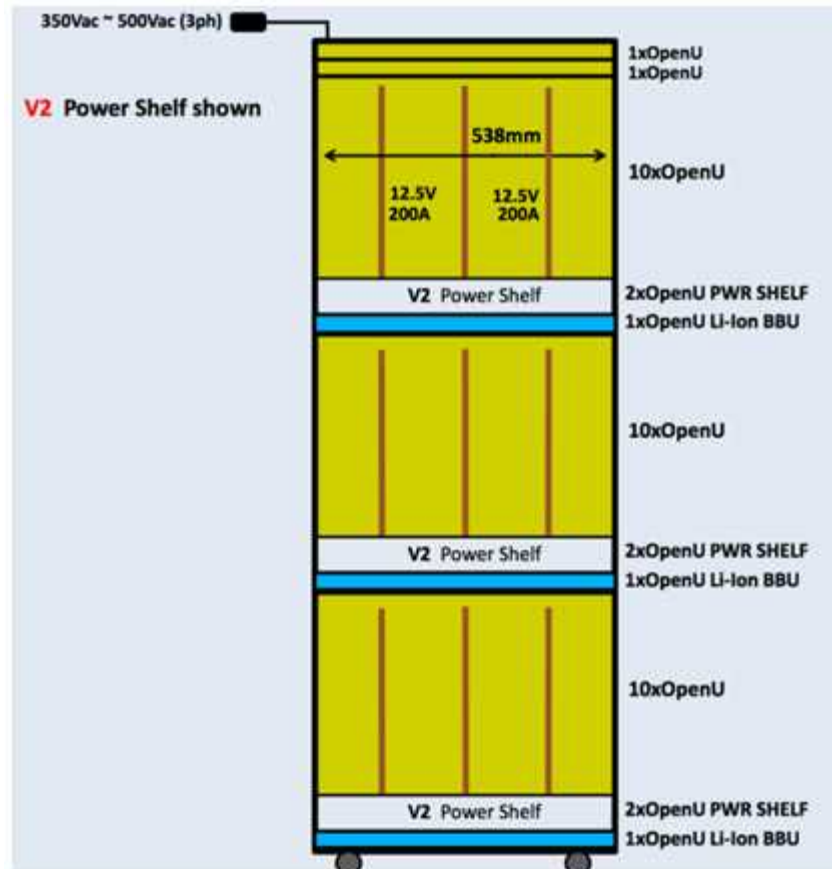 350Vac ~ 500Vac (3ph)
1xOpenU
1xOpenU
V2 Power Shelf shown
538mm
10xOpenU
12.5V
200A
12.5V
200A
V2 Power Shelf
2xOpenU PWR SHELF
1xOpenU Li-Ion BBU
10xOpenU
V2 Power Shelf
2xOpenU PWR SHELF
1xOpenU Li-Ion BBU
10xOpenU
V2 Power Shelf
2xOpenU PWR SHELF
1xOpenU Li-Ion BBU